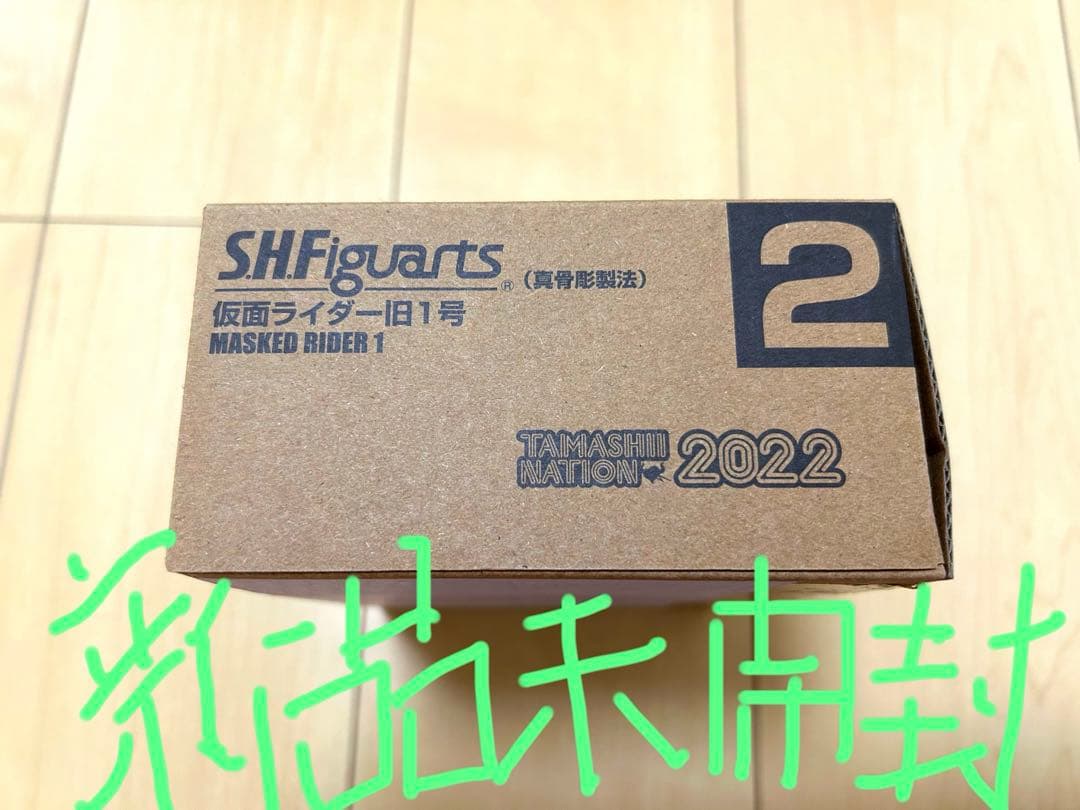 S.H.Figuarts® (真骨彫製法)
仮面ライダー旧1号
MASKED RIDER 1
2
TAMASHII
NATION 2022
新品未開封